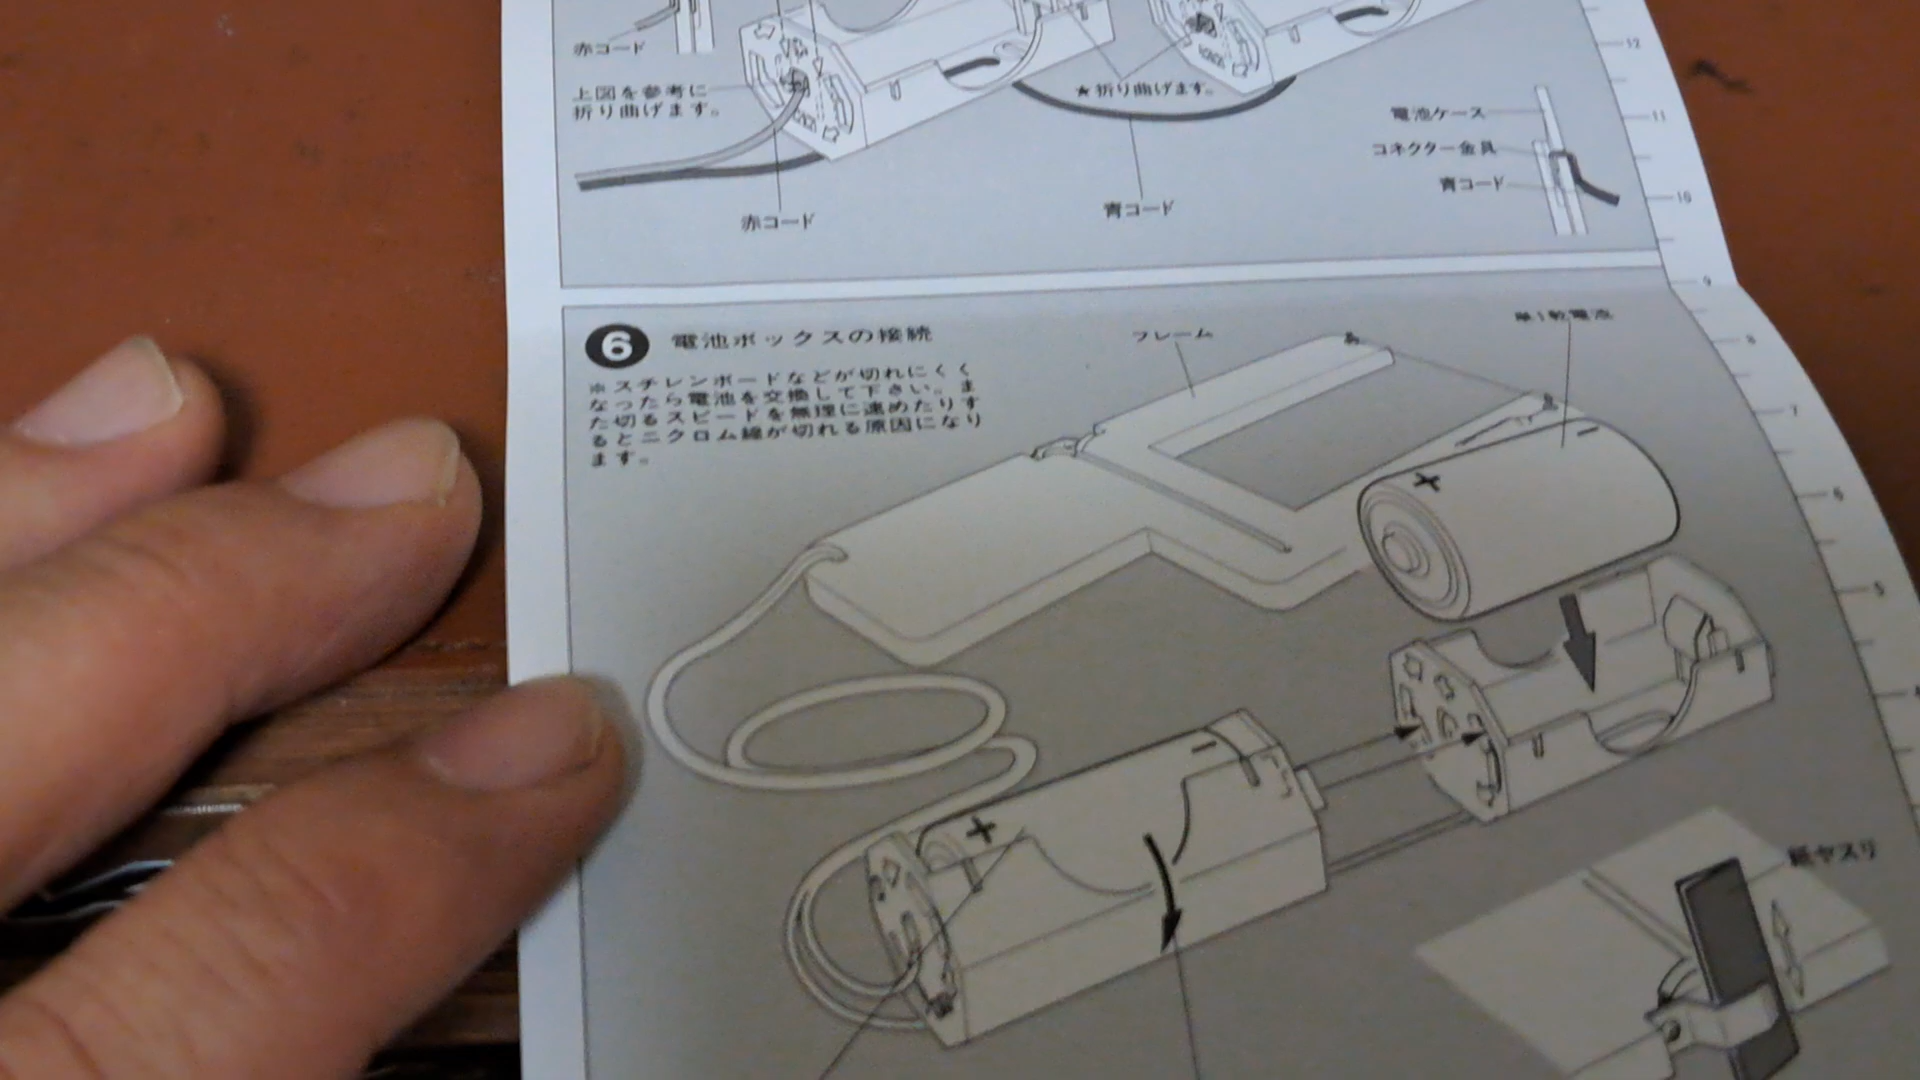 赤コード
上図を参考に
折り曲げます。
★折り曲げます。
赤コード
青コード
電池ケース
コネクター金具
青コード
12
11
10
9
8
7
6
5
4
6 電池ボックスの接続
※スチレンボードなどが切れにくく
なったら電池を交換して下さい。ま
た切るスピードを無理に速めたりす
るとニクロム線が切れる原因になり
ます。
フレーム
単1乾電池
+
−
+
−
紙ヤスリ